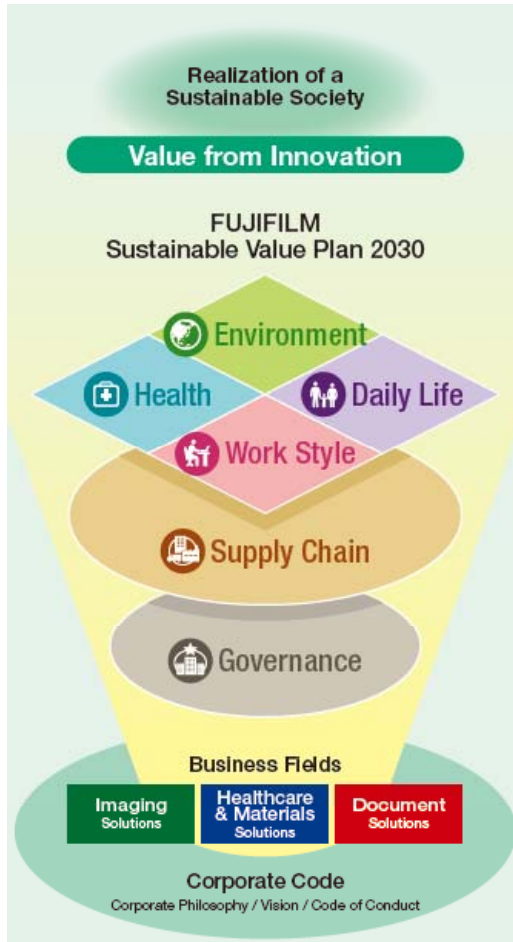 Realization of a
Sustainable Society
Value from Innovation
FUJIFILM
Sustainable Value Plan 2030
Environment
Health
Daily Life
Work Style
Supply Chain
Governance
Business Fields
Imaging
Solutions
Healthcare
& Materials
Solutions
Document
Solutions
Corporate Code
Corporate Philosophy / Vision / Code of Conduct